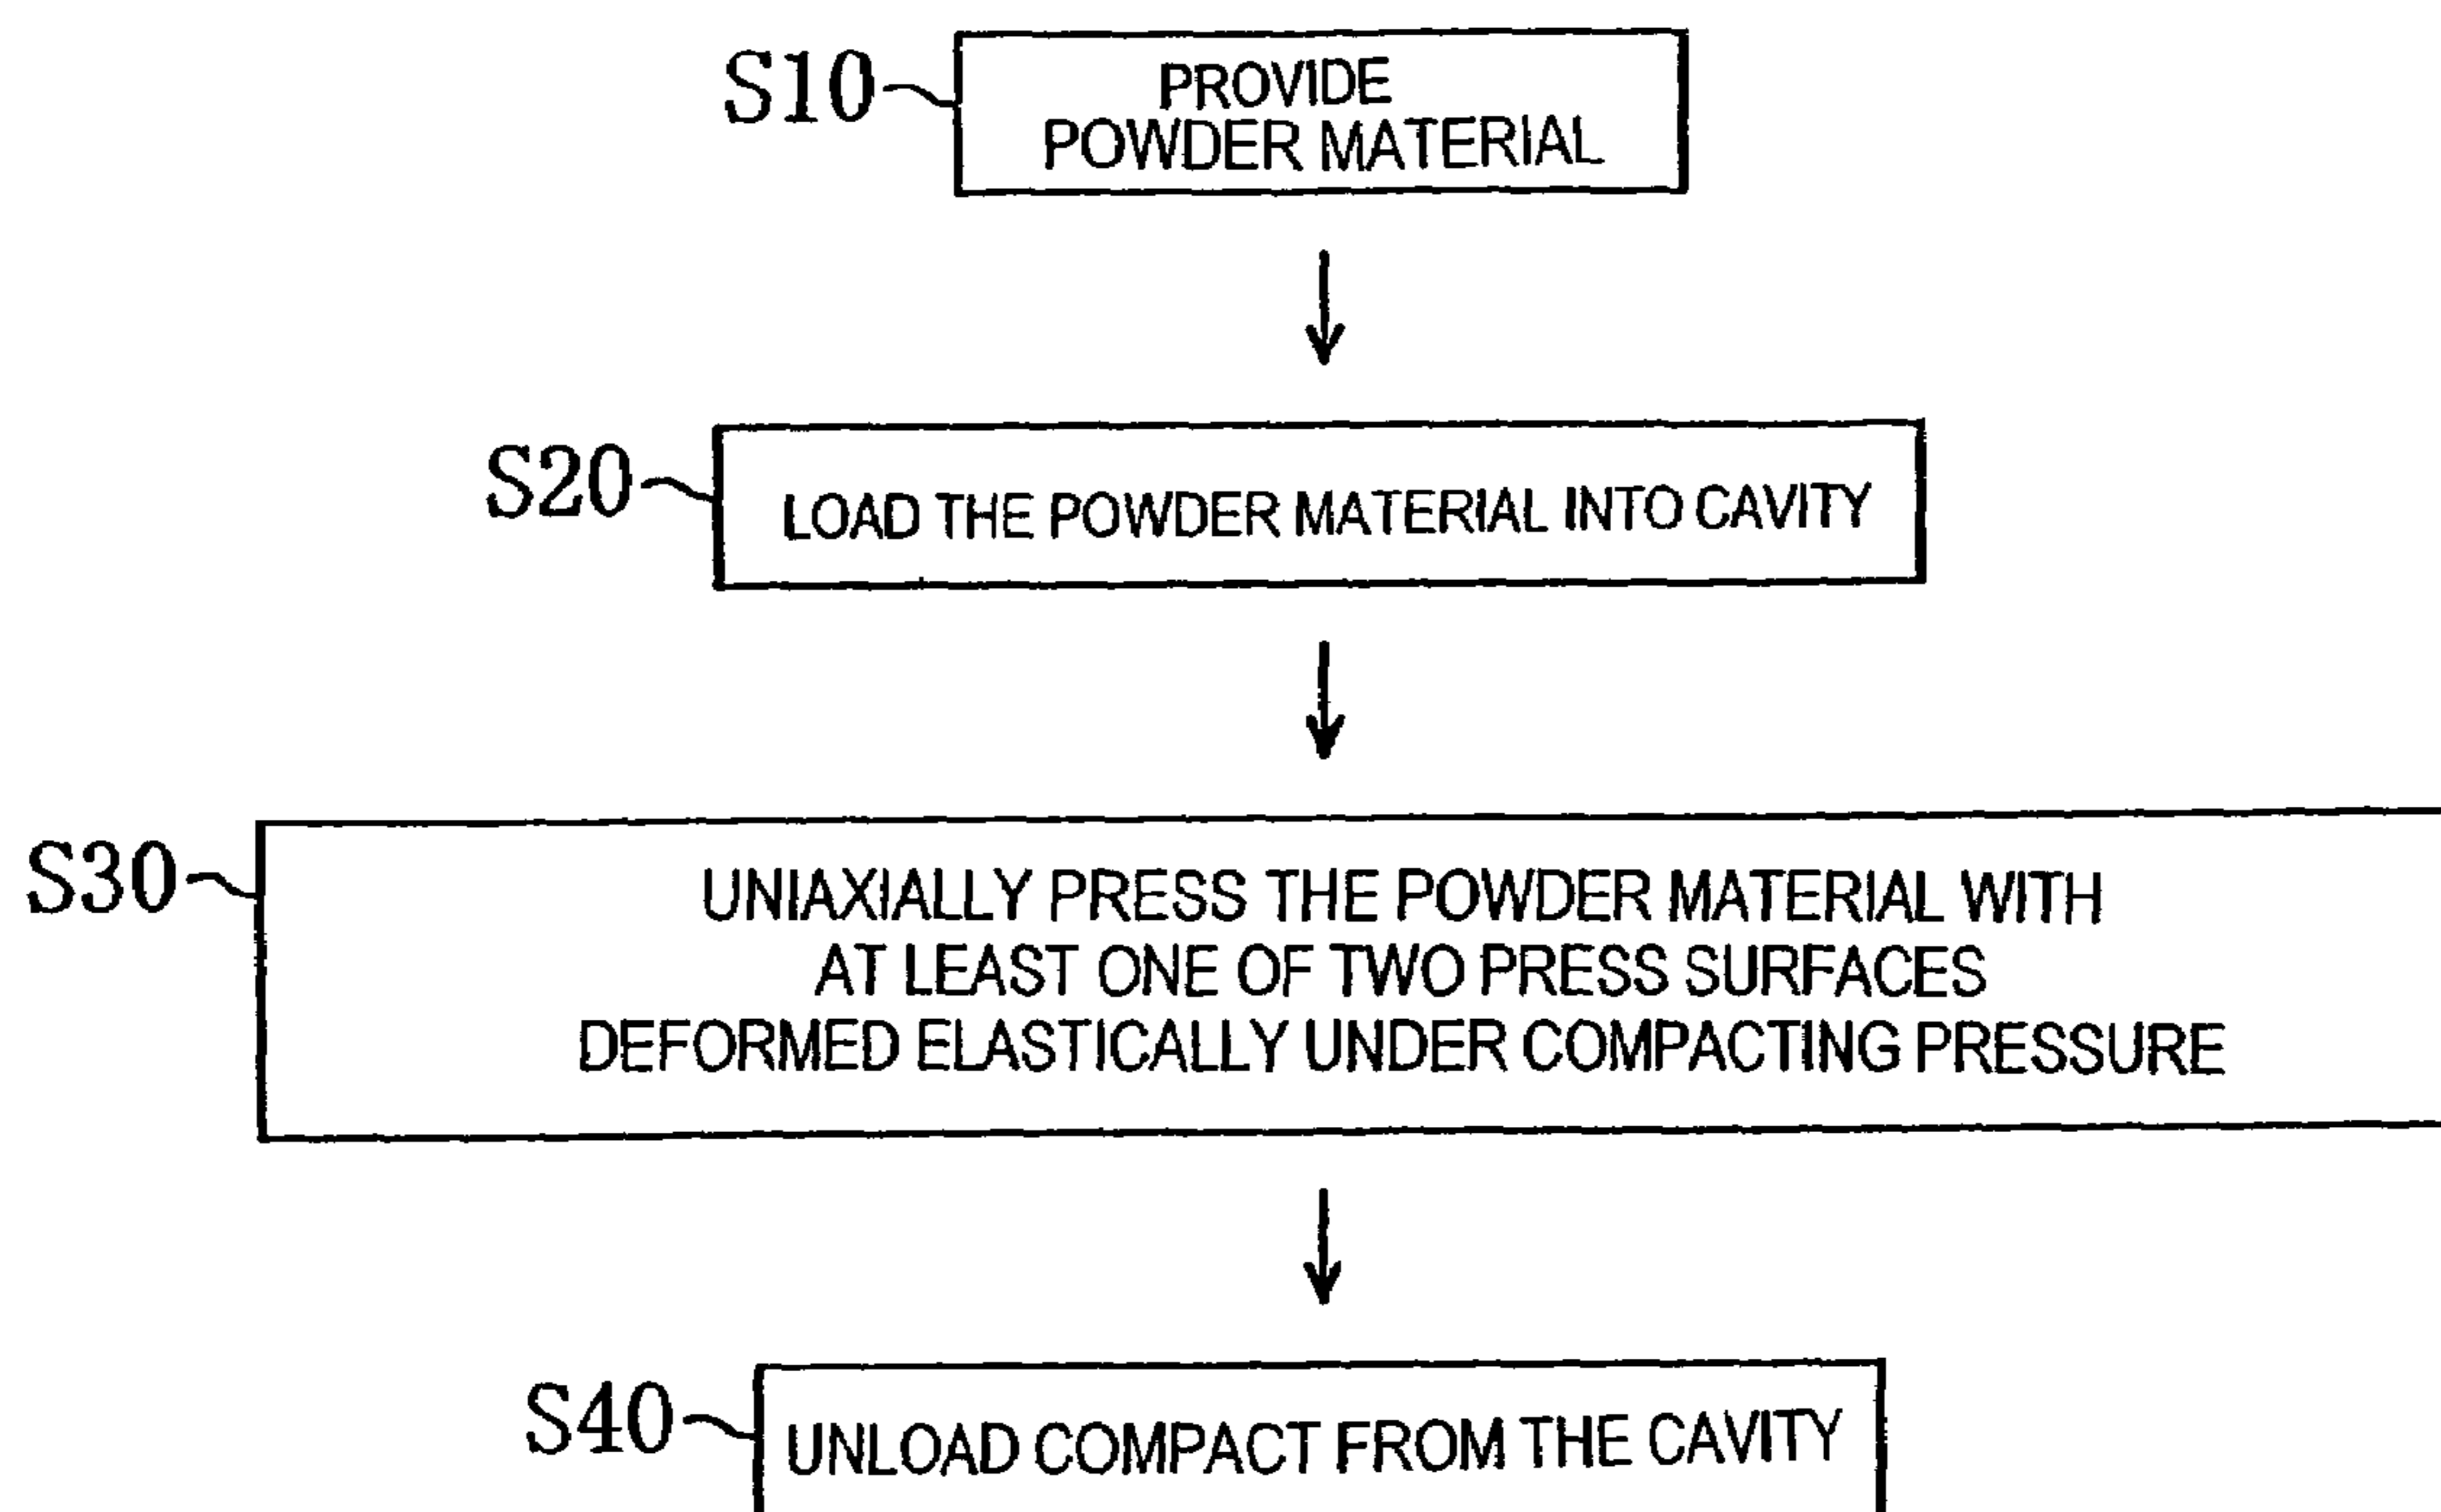 S10
PROVIDE
POWDER MATERIAL
S20
LOAD THE POWDER MATERIAL INTO CAVITY
S30
UNIAXIALLY PRESS THE POWDER MATERIAL WITH
AT LEAST ONE OF TWO PRESS SURFACES
DEFORMED ELASTICALLY UNDER COMPACTING PRESSURE
S40
UNLOAD COMPACT FROM THE CAVITY